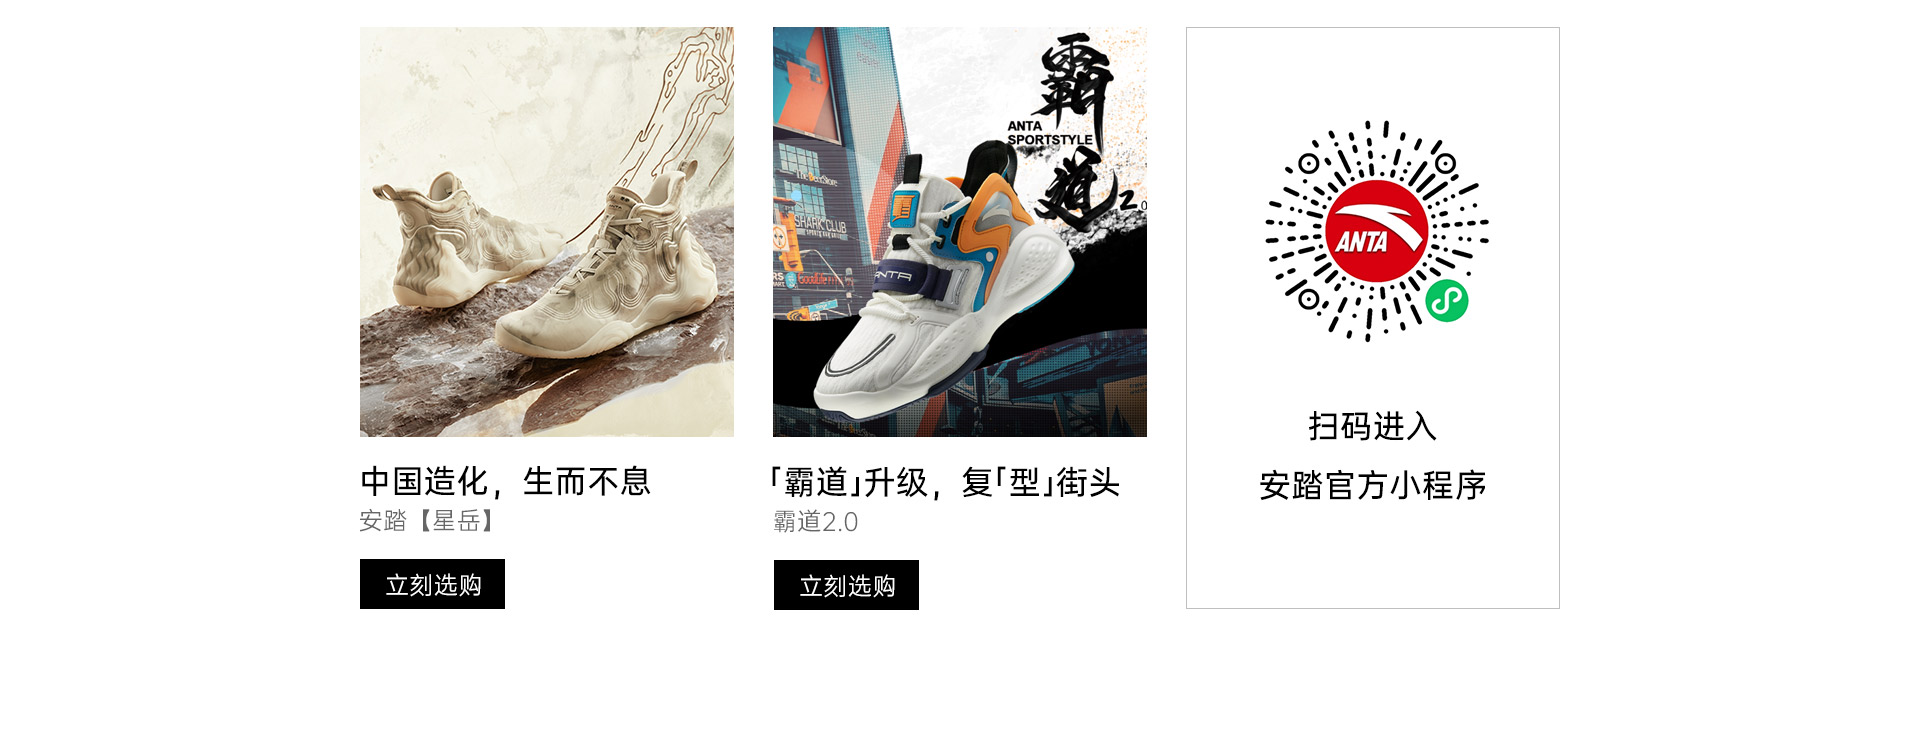 霸道2.0
ANTA
SPORTSTYLE
SHARK CLUB
ANTA
中国造化，生而不息
安踏【星岳】
立刻选购
「霸道」升级，复「型」街头
霸道2.0
立刻选购
ANTA
扫码进入
安踏官方小程序